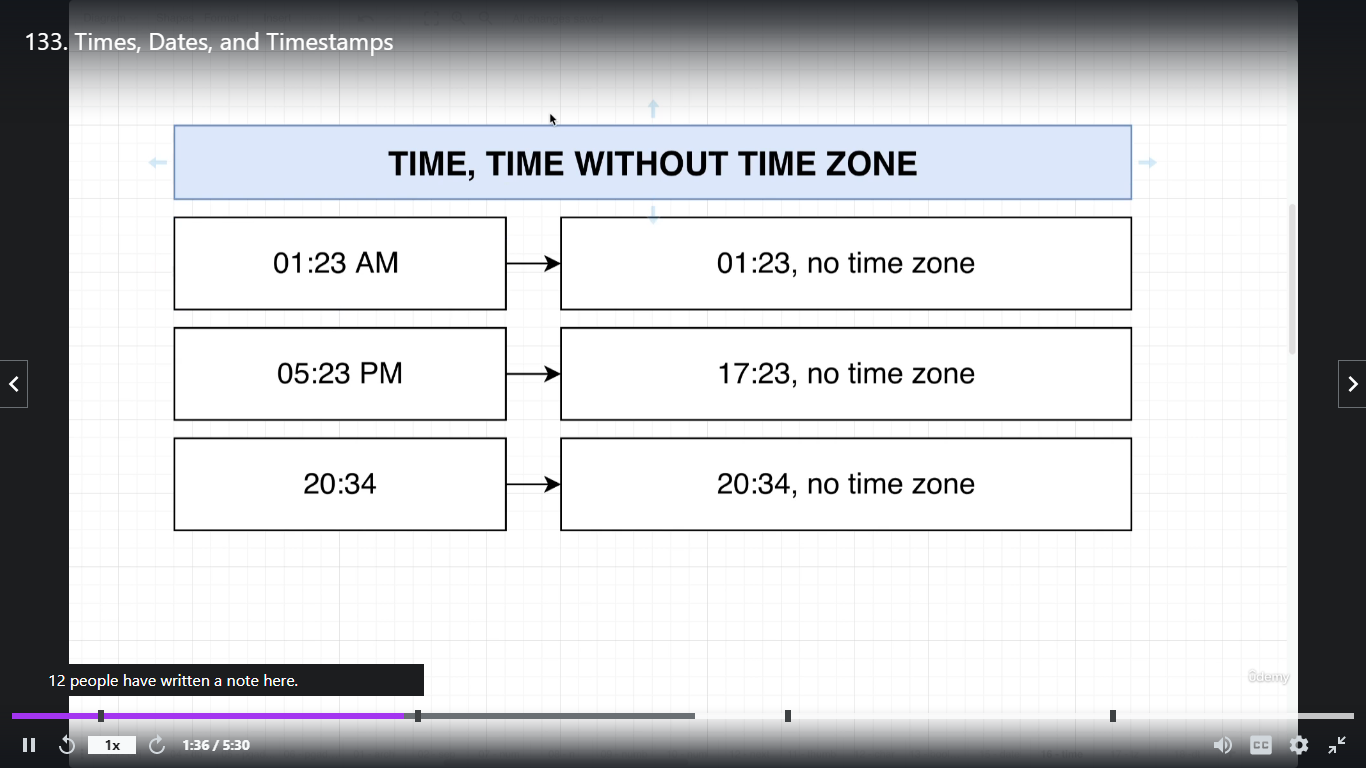 133. Times, Dates, and Timestamps
TIME, TIME WITHOUT TIME ZONE
01:23 AM
01:23, no time zone
05:23 PM
17:23, no time zone
20:34
20:34, no time zone
12 people have written a note here.
ûdemy
1x
1:36 / 5:30
CC